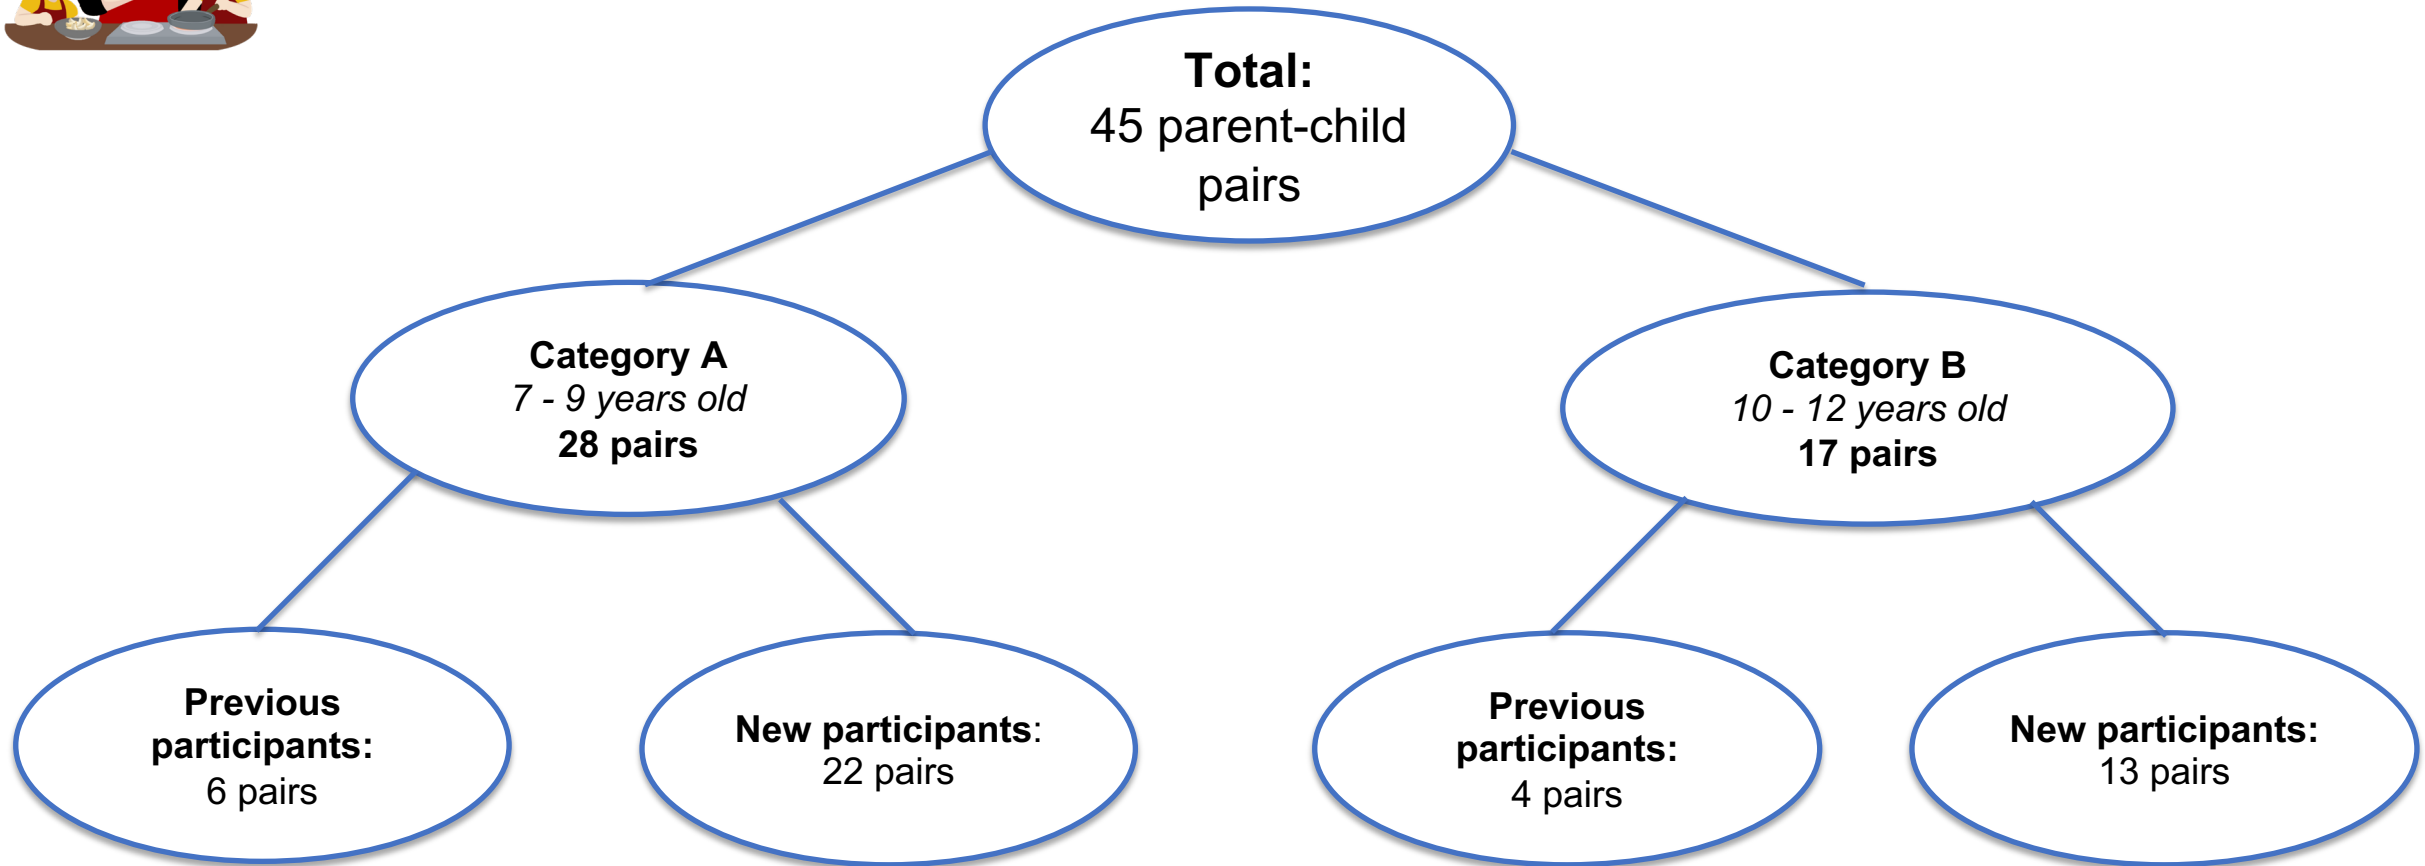 Total:
45 parent-child
pairs
Category A
7 - 9 years old
28 pairs
Category B
10 - 12 years old
17 pairs
Previous
participants:
6 pairs
New participants:
22 pairs
Previous
participants:
4 pairs
New participants:
13 pairs